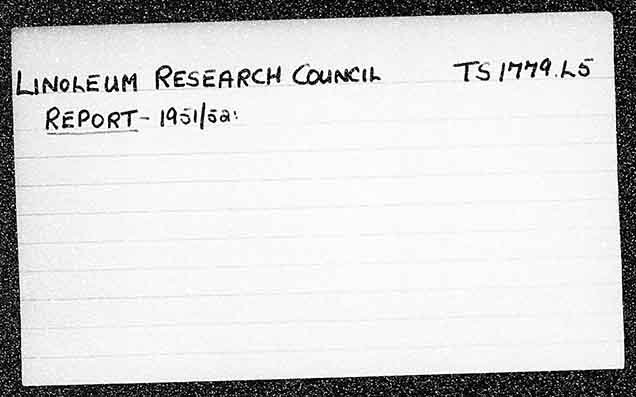 LINOLEUM RESEARCH COUNCIL TS 1779.L5
REPORT - 1951/52: